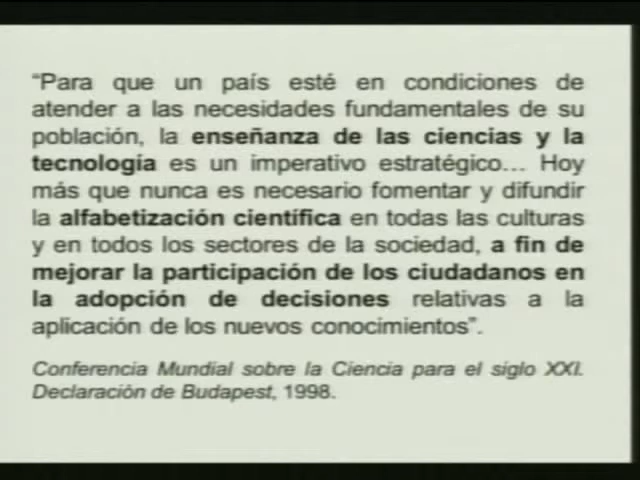 “Para que un país esté en condiciones de
atender a las necesidades fundamentales de su
población, la enseñanza de las ciencias y la
tecnología es un imperativo estratégico... Hoy
más que nunca es necesario fomentar y difundir
la alfabetización científica en todas las culturas
y en todos los sectores de la sociedad, a fin de
mejorar la participación de los ciudadanos en
la adopción de decisiones relativas a la
aplicación de los nuevos conocimientos”.
Conferencia Mundial sobre la Ciencia para el siglo XXI.
Declaración de Budapest, 1998.